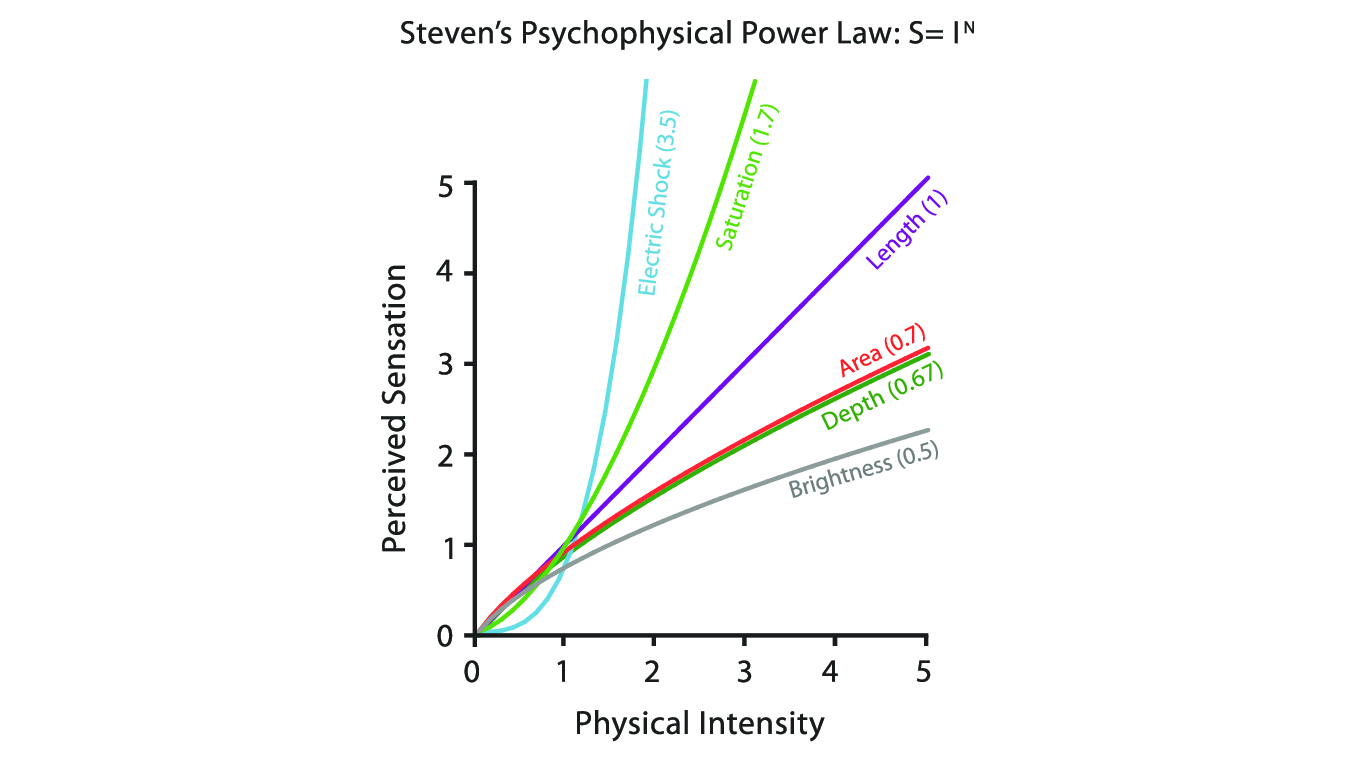 Steven's Psychophysical Power Law: S= Iᴺ
Electric Shock (3.5)
Saturation (1.7)
Length (1)
Area (0.7)
Depth (0.67)
Brightness (0.5)
Perceived Sensation
5
4
3
2
1
0
0 1 2 3 4 5
Physical Intensity